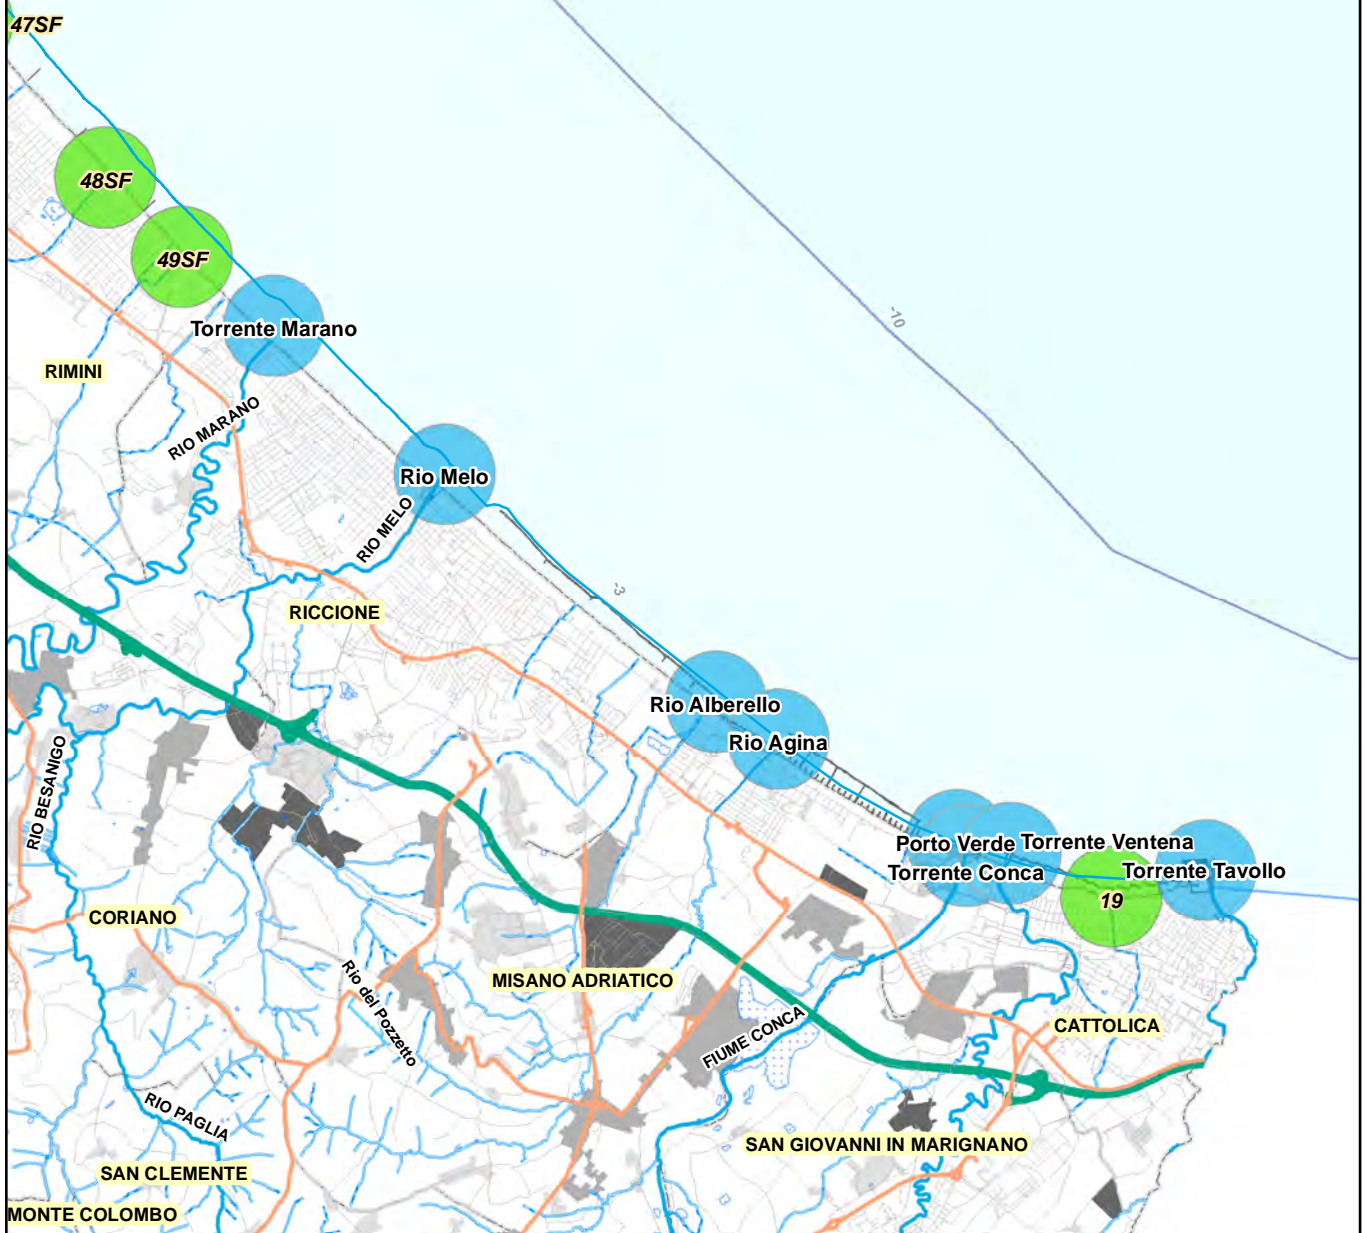 47SF
48SF
49SF
-10
Torrente Marano
RIMINI
RIO MARANO
Rio Melo
RIO MELO
-3
RICCIONE
Rio Alberello
Rio Agina
RIO BESANIGO
Porto Verde
Torrente Ventena
Torrente Conca
Torrente Tavollo
19
CORIANO
MISANO ADRIATICO
Rio del Pozzetto
FIUME CONCA
CATTOLICA
RIO PAGLIA
SAN GIOVANNI IN MARIGNANO
SAN CLEMENTE
MONTE COLOMBO